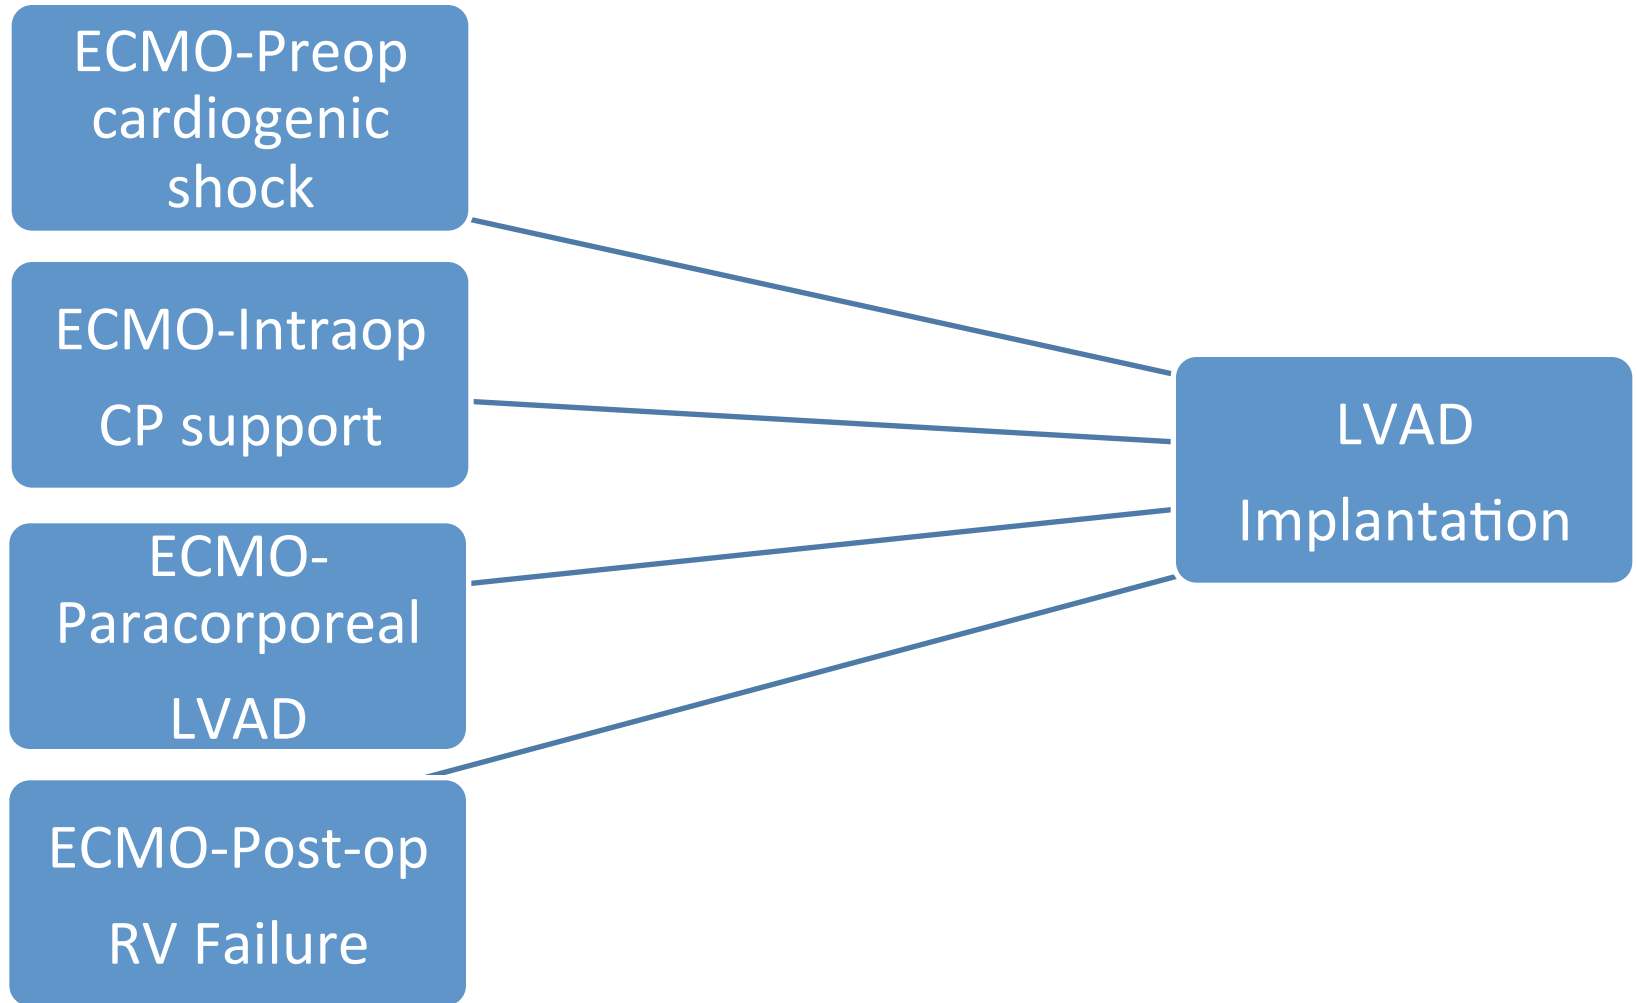 ECMO-Preop
cardiogenic
shock
ECMO-Intraop
CP support
ECMO-
Paracorporeal
LVAD
ECMO-Post-op
RV Failure
LVAD
Implantation